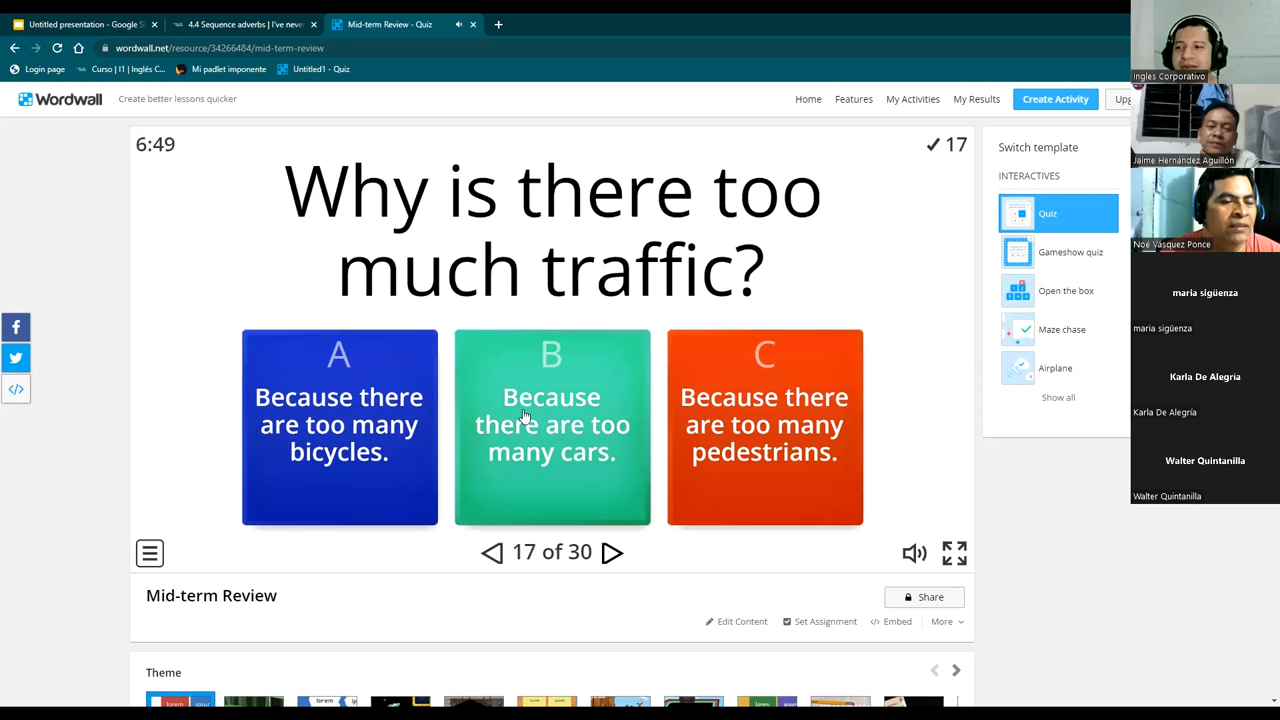 Untitled presentation - Google S
4.4 Sequence adverbs | I've neve
Mid-term Review - Quiz
wordwall.net/resource/34266484/mid-term-review
Login page
Curso | I1 | Inglés C...
Mi padlet imponente
Untitled1 - Quiz
Wordwall
Create better lessons quicker
Home
Features
My Activities
My Results
Create Activity
Upg
6:49
17
Why is there too
much traffic?
A
Because there
are too many
bicycles.
B
Because
there are too
many cars.
C
Because there
are too many
pedestrians.
17 of 30
Mid-term Review
Share
Edit Content
Set Assignment
Embed
More
Theme
Switch template
INTERACTIVES
Quiz
Gameshow quiz
Open the box
Maze chase
Airplane
Show all
Ingles Corporativo
Jaime Hernández Aguillón
Noé Vásquez Ponce
maria sigüenza
maria sigüenza
Karla De Alegría
Karla De Alegría
Walter Quintanilla
Walter Quintanilla